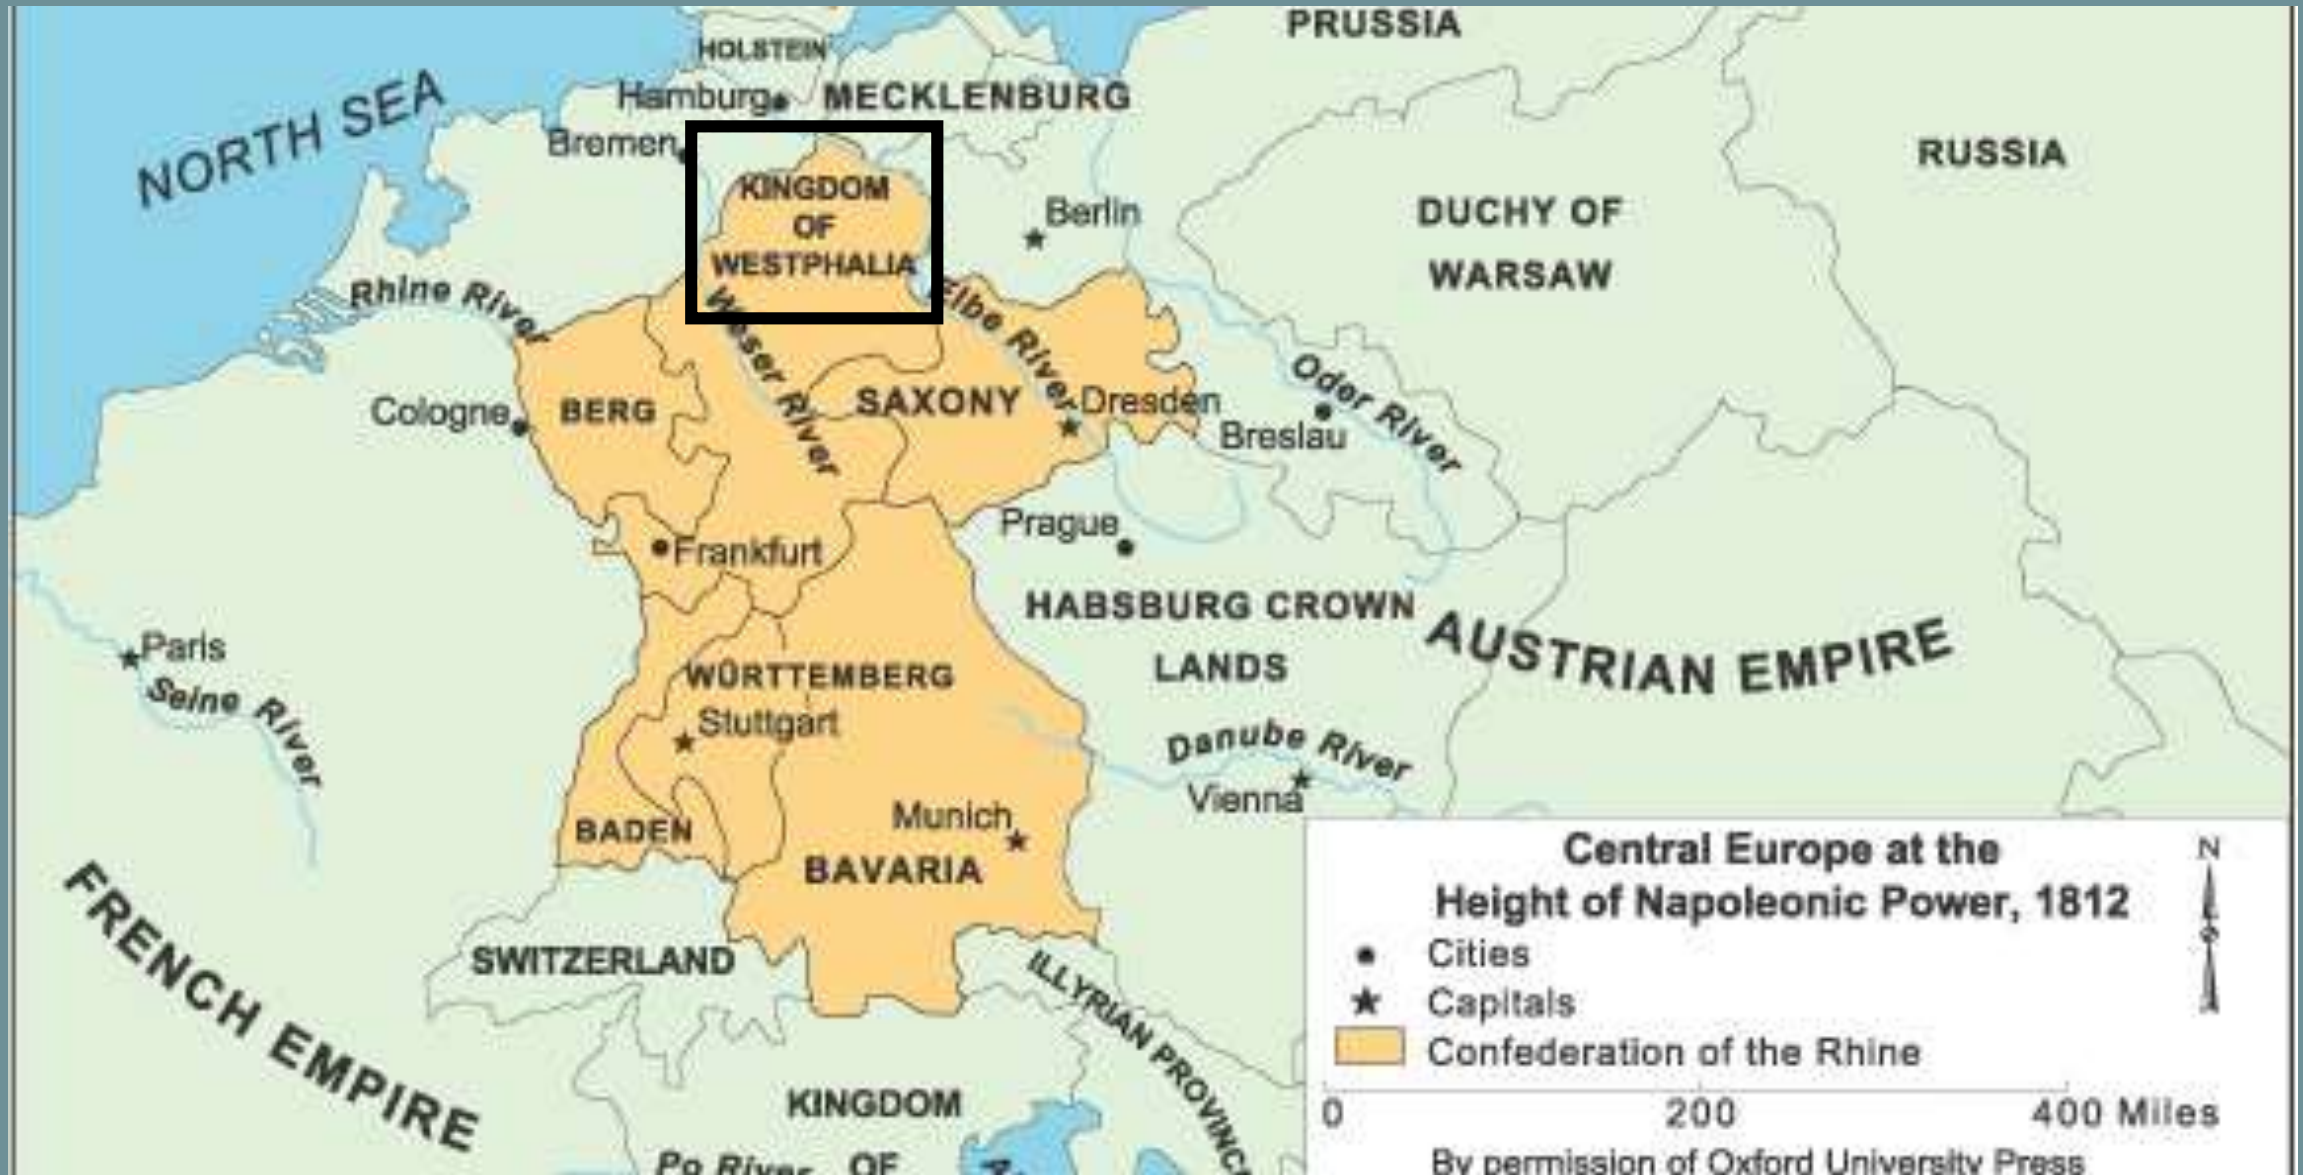 PRUSSIA
HOLSTEIN
Hamburg
MECKLENBURG
NORTH SEA
Bremen
RUSSIA
KINGDOM
OF
WESTPHALIA
Berlin
DUCHY OF
WARSAW
Rhine River
Weser River
Elbe River
Oder River
Cologne
BERG
SAXONY
Dresden
Breslau
Prague
Frankfurt
HABSBURG CROWN
LANDS
AUSTRIAN EMPIRE
Paris
Seine River
WÜRTTEMBERG
Stuttgart
Danube River
Vienna
Munich
BADEN
BAVARIA
FRENCH EMPIRE
SWITZERLAND
ILLYRIAN
KINGDOM
OF
Po River
Central Europe at the
Height of Napoleonic Power, 1812
N
S
Cities
Capitals
Confederation of the Rhine
0 200 400 Miles
By permission of Oxford University Press